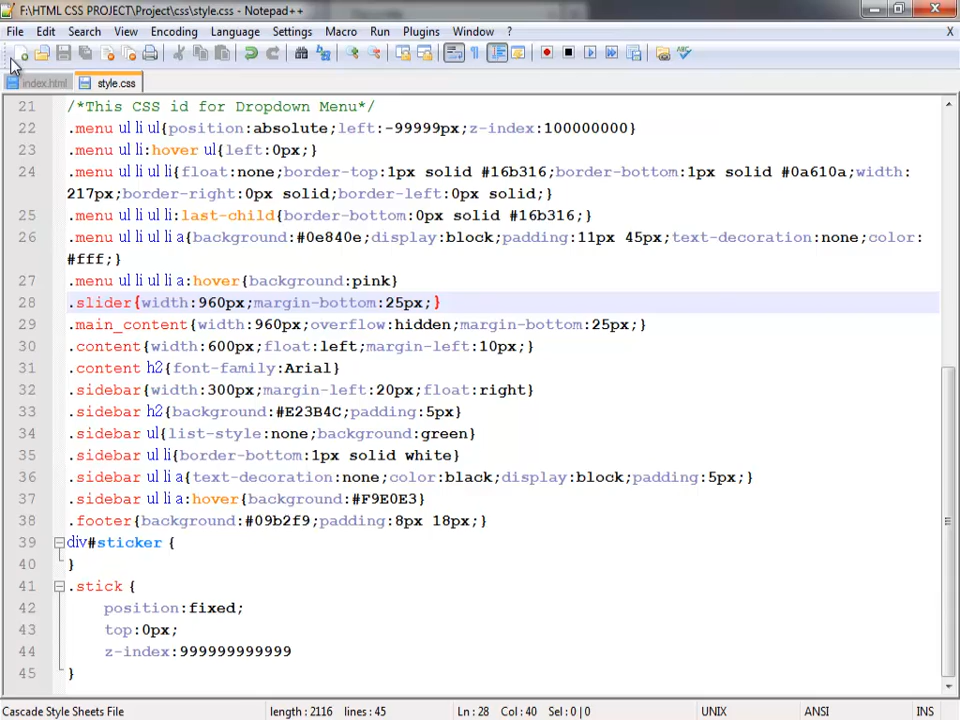 F:\HTML CSS PROJECT\Project\css\style.css - Notepad++
File Edit Search View Encoding Language Settings Macro Run Plugins Window ? X
index.html style.css
21 /*This CSS id for Dropdown Menu*/
22 .menu ul li ul{position:absolute;left:-99999px;z-index:100000000}
23 .menu ul li:hover ul{left:0px;}
24 .menu ul li ul li{float:none;border-top:1px solid #16b316;border-bottom:1px solid #0a610a;width:
217px;border-right:0px solid;border-left:0px solid;}
25 .menu ul li ul li:last-child{border-bottom:0px solid #16b316;}
26 .menu ul li ul li a{background:#0e840e;display:block;padding:11px 45px;text-decoration:none;color:
#fff;}
27 .menu ul li ul li a:hover{background:pink}
28 .slider{width:960px;margin-bottom:25px;}
29 .main_content{width:960px;overflow:hidden;margin-bottom:25px;}
30 .content{width:600px;float:left;margin-left:10px;}
31 .content h2{font-family:Arial}
32 .sidebar{width:300px;margin-left:20px;float:right}
33 .sidebar h2{background:#E23B4C;padding:5px}
34 .sidebar ul{list-style:none;background:green}
35 .sidebar ul li{border-bottom:1px solid white}
36 .sidebar ul li a{text-decoration:none;color:black;display:block;padding:5px;}
37 .sidebar ul li a:hover{background:#F9E0E3}
38 .footer{background:#09b2f9;padding:8px 18px;}
39 div#sticker {
40 }
41 .stick {
42 position:fixed;
43 top:0px;
44 z-index:999999999999
45 }
Cascade Style Sheets File length : 2116 lines : 45 Ln : 28 Col : 40 Sel : 0 | 0 UNIX ANSI INS